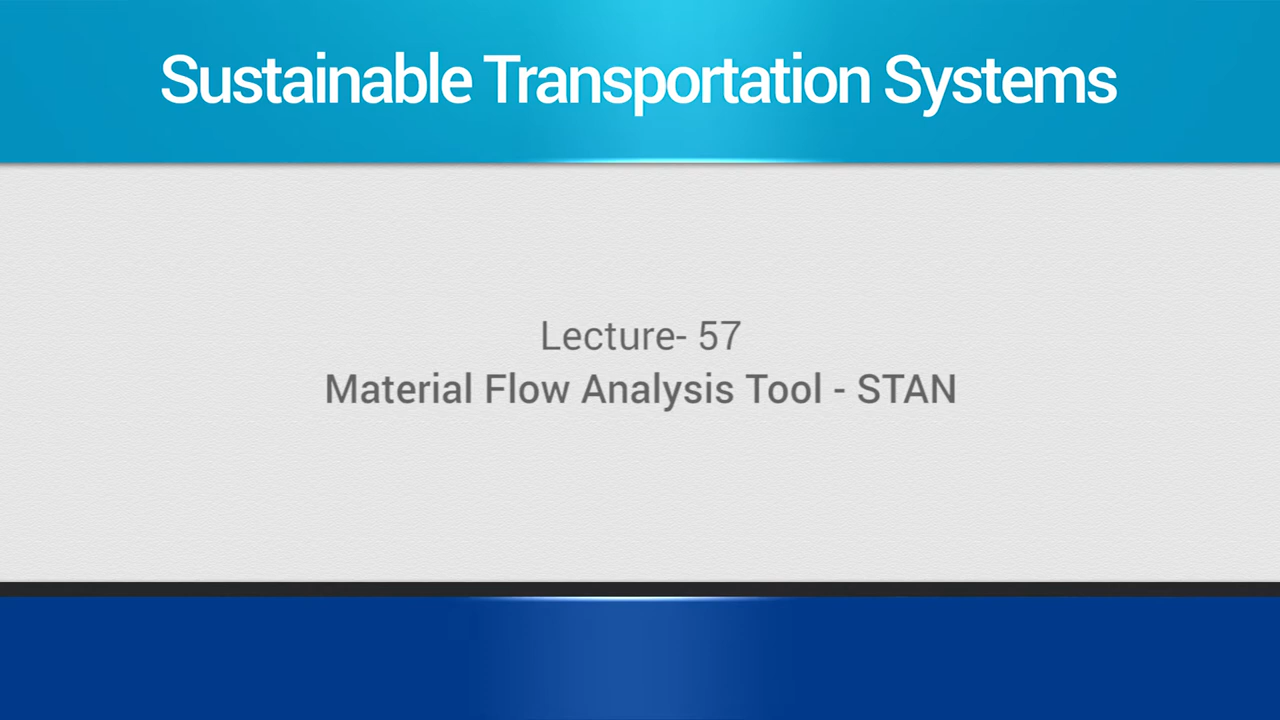 Sustainable Transportation Systems
Lecture- 57
Material Flow Analysis Tool - STAN